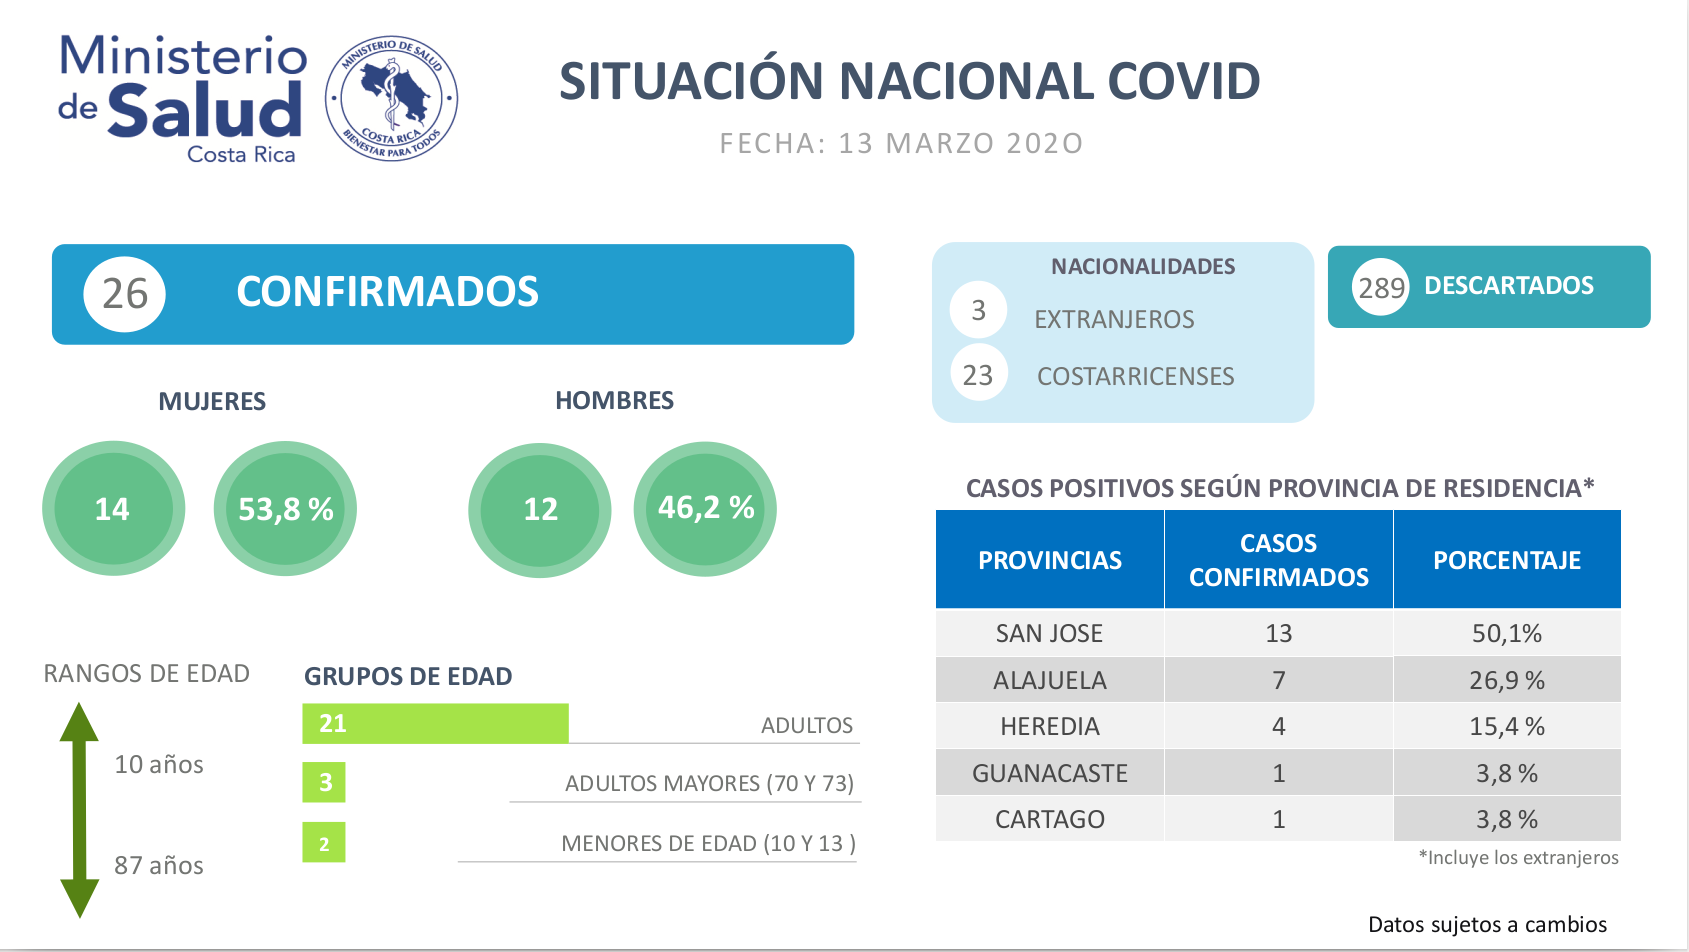 Ministerio
de Salud
Costa Rica
MINISTERIO DE SALUD
COSTA RICA
BIENESTAR PARA TODOS
SITUACIÓN NACIONAL COVID
FECHA: 13 MARZO 202O
26 CONFIRMADOS
MUJERES
14 53,8 %
HOMBRES
12 46,2 %
RANGOS DE EDAD
10 años
87 años
GRUPOS DE EDAD
21 ADULTOS
3 ADULTOS MAYORES (70 Y 73)
2 MENORES DE EDAD (10 Y 13 )
NACIONALIDADES
3 EXTRANJEROS
23 COSTARRICENSES
289 DESCARTADOS
CASOS POSITIVOS SEGÚN PROVINCIA DE RESIDENCIA*
PROVINCIAS CASOS CONFIRMADOS PORCENTAJE
SAN JOSE 13 50,1%
ALAJUELA 7 26,9 %
HEREDIA 4 15,4 %
GUANACASTE 1 3,8 %
CARTAGO 1 3,8 %
*Incluye los extranjeros
Datos sujetos a cambios